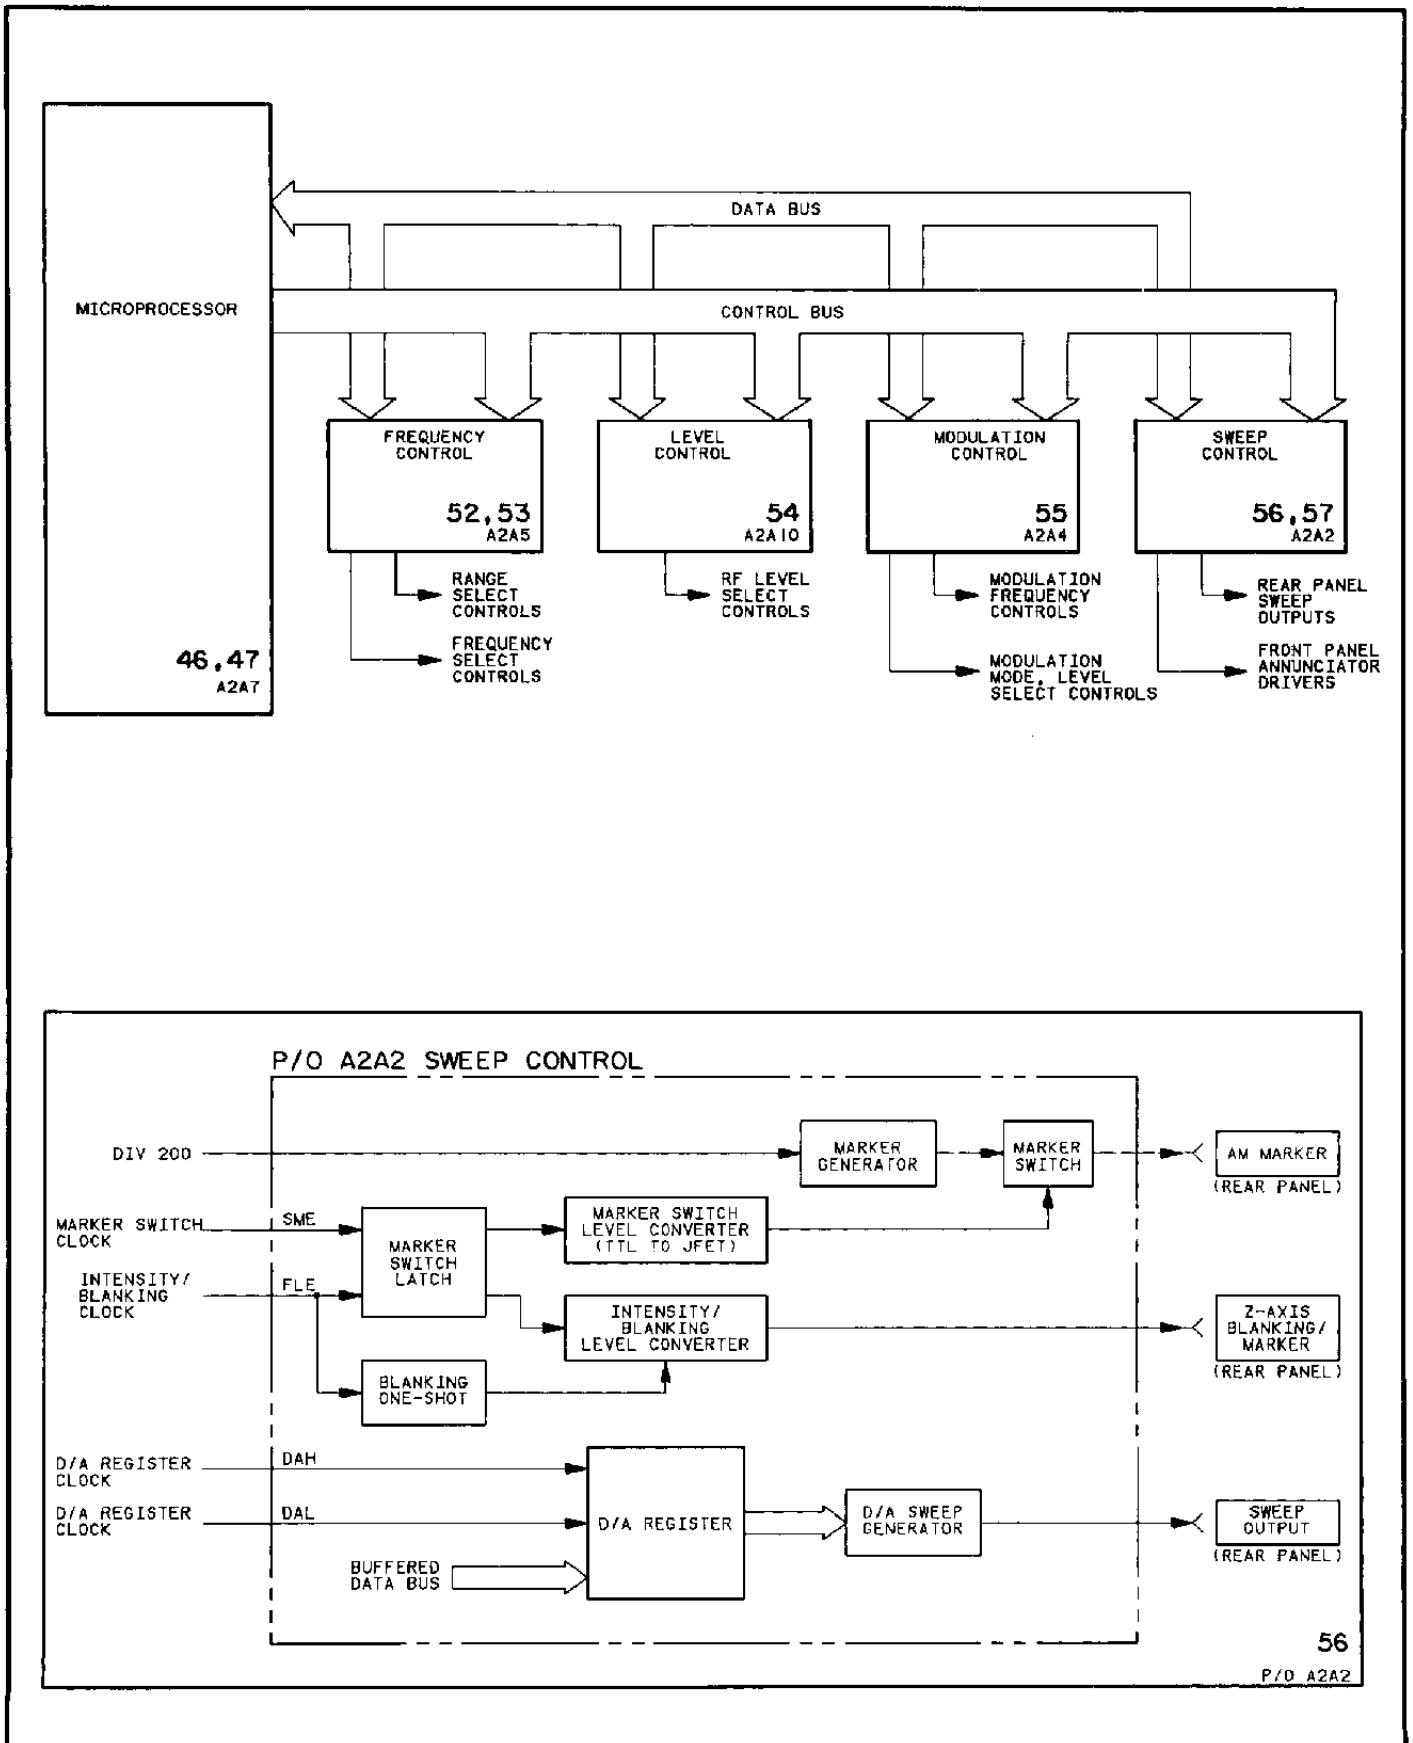 DATA BUS
MICROPROCESSOR
CONTROL BUS
FREQUENCY
CONTROL
52,53
A2A5
LEVEL
CONTROL
54
A2A10
MODULATION
CONTROL
55
A2A4
SWEEP
CONTROL
56,57
A2A2
RANGE
SELECT
CONTROLS
FREQUENCY
SELECT
CONTROLS
RF LEVEL
SELECT
CONTROLS
MODULATION
FREQUENCY
CONTROLS
MODULATION
MODE, LEVEL
SELECT CONTROLS
REAR PANEL
SWEEP
OUTPUTS
FRONT PANEL
ANNUNCIATOR
DRIVERS
46,47
A2A7
P/O A2A2 SWEEP CONTROL
DIV 200
MARKER
GENERATOR
MARKER
SWITCH
AM MARKER
(REAR PANEL)
MARKER SWITCH
CLOCK
SME
MARKER
SWITCH
LATCH
MARKER SWITCH
LEVEL CONVERTER
(TTL TO JFET)
INTENSITY/
BLANKING
CLOCK
FLE
INTENSITY/
BLANKING
LEVEL CONVERTER
Z-AXIS
BLANKING/
MARKER
(REAR PANEL)
BLANKING
ONE-SHOT
D/A REGISTER
CLOCK
DAH
D/A REGISTER
CLOCK
DAL
D/A REGISTER
D/A SWEEP
GENERATOR
SWEEP
OUTPUT
(REAR PANEL)
BUFFERED
DATA BUS
56
P/O A2A2